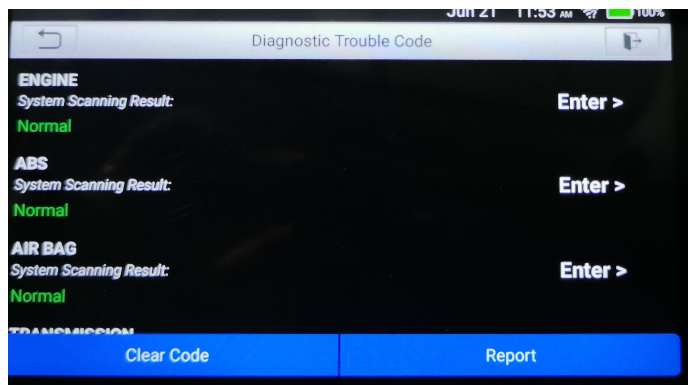 Jun 21 11:53 AM 100%
Diagnostic Trouble Code
ENGINE
System Scanning Result:
Enter >
Normal
ABS
System Scanning Result:
Enter >
Normal
AIR BAG
System Scanning Result:
Enter >
Normal
TRANSMISSION
Clear Code Report